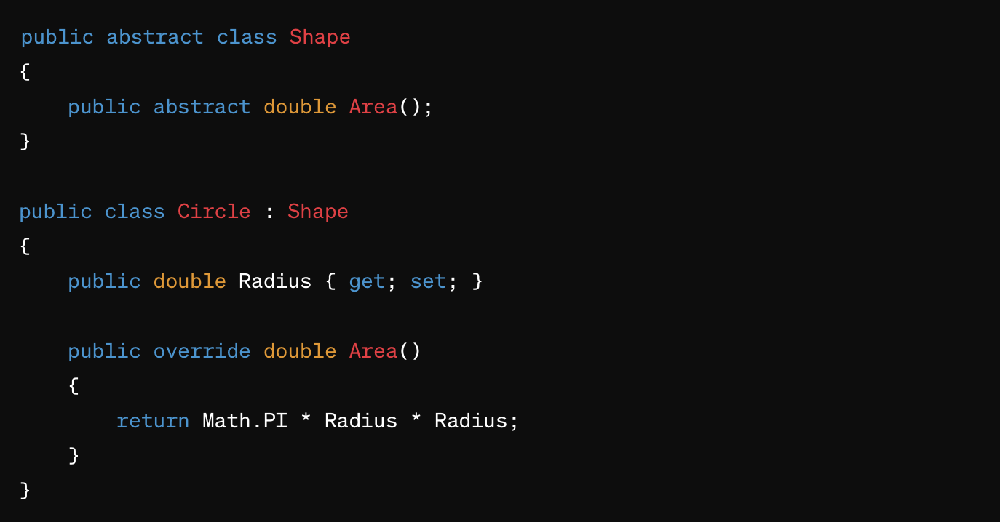 public abstract class Shape
{
    public abstract double Area();
}

public class Circle : Shape
{
    public double Radius { get; set; }

    public override double Area()
    {
        return Math.PI * Radius * Radius;
    }
}